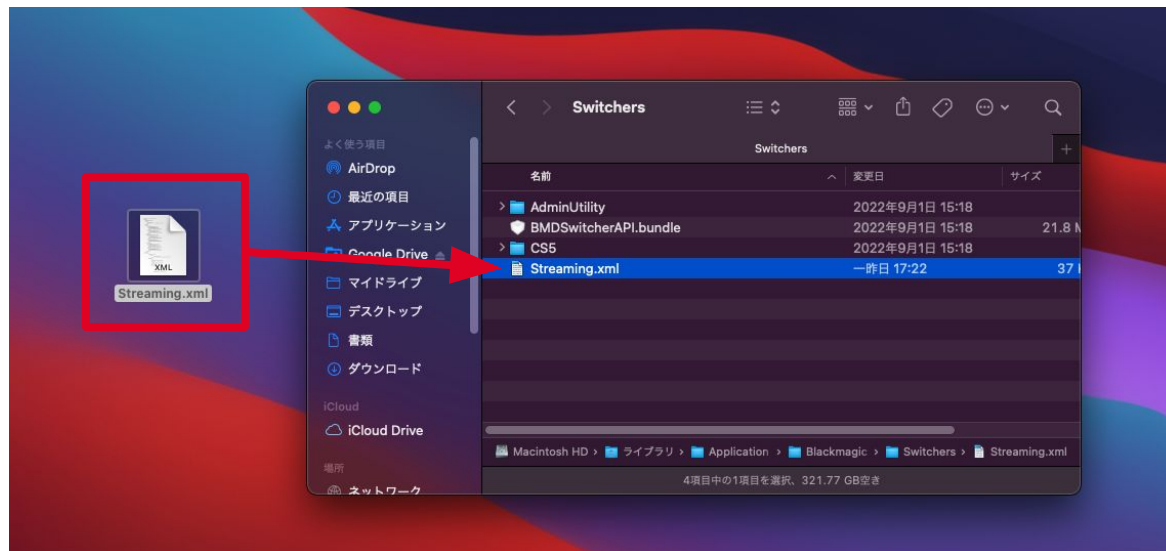 XML
Streaming.xml
よく使う項目
AirDrop
最近の項目
アプリケーション
Google Drive
マイドライブ
デスクトップ
書類
ダウンロード
iCloud
iCloud Drive
場所
ネットワーク
Switchers
Switchers
名前 変更日 サイズ
AdminUtility 2022年9月1日 15:18
BMDSwitcherAPI.bundle 2022年9月1日 15:18 21.8
CS5 2022年9月1日 15:18
Streaming.xml 一昨日 17:22 37
Macintosh HD › ライブラリ › Application › Blackmagic › Switchers › Streaming.xml
4項目中の1項目を選択、321.77 GB空き